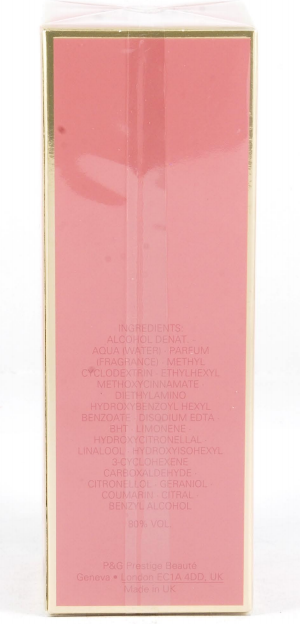 INGREDIENTS:
ALCOHOL DENAT.
AQUA (WATER) · PARFUM
(FRAGRANCE) · METHYL
CYCLODEXTRIN · ETHYLHEXYL
METHOXYCINNAMATE
DIETHYLAMINO
HYDROXYBENZOYL HEXYL
BENZOATE · DISODIUM EDTA
BHT · LIMONENE
HYDROXYCITRONELLAL
LINALOOL · HYDROXYISOHEXYL
3-CYCLOHEXENE
CARBOXALDEHYDE
CITRONELLOL · GERANIOL
COUMARIN · CITRAL
BENZYL ALCOHOL
80% VOL.
P&G Prestige Beauté
Geneva • London EC1A 4DD, UK
Made in UK